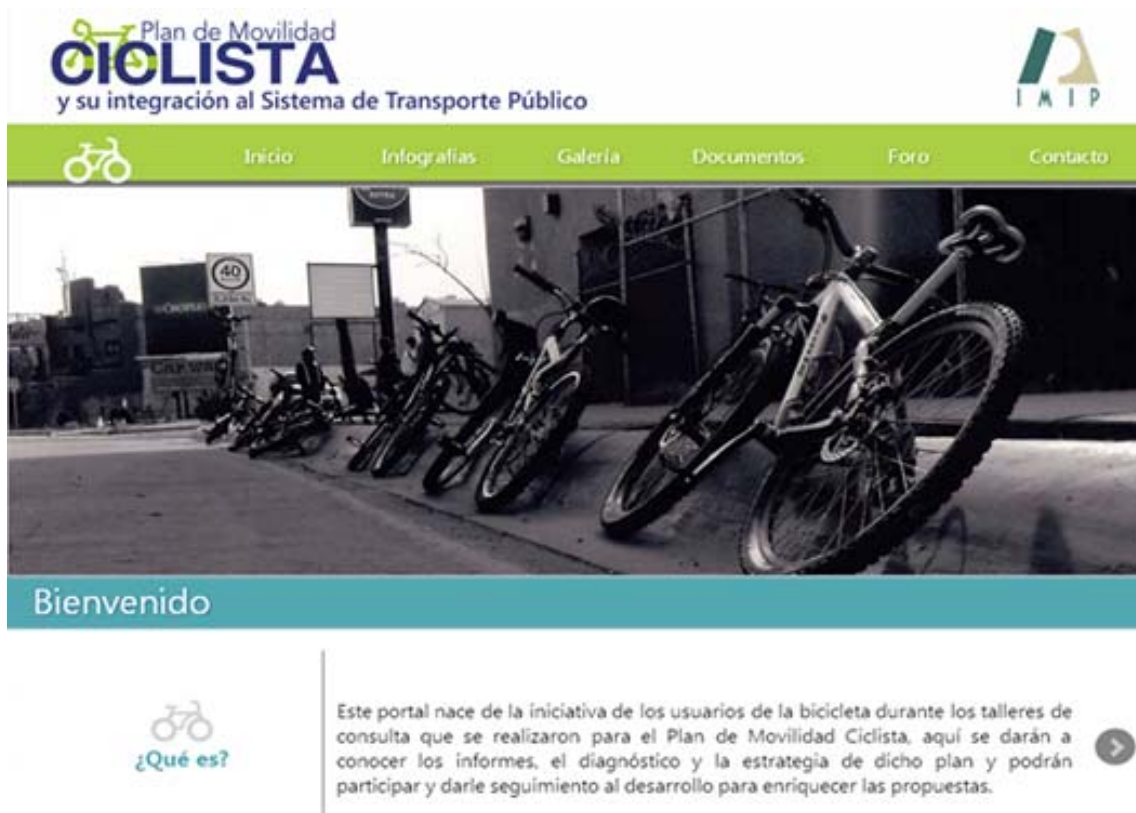 Plan de Movilidad
CICLISTA
y su integración al Sistema de Transporte Público
IMIP
Inicio Infografias Galería Documentos Foro Contacto
40
Bienvenido
¿Qué es?
Este portal nace de la iniciativa de los usuarios de la bicicleta durante los talleres de
consulta que se realizaron para el Plan de Movilidad Ciclista, aquí se darán a
conocer los informes, el diagnóstico y la estrategia de dicho plan y podrán
participar y darle seguimiento al desarrollo para enriquecer las propuestas.